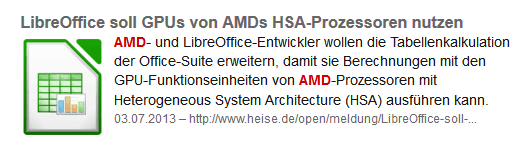 LibreOffice soll GPUs von AMDs HSA-Prozessoren nutzen
AMD- und LibreOffice-Entwickler wollen die Tabellenkalkulation
der Office-Suite erweitern, damit sie Berechnungen mit den
GPU-Funktionseinheiten von AMD-Prozessoren mit
Heterogeneous System Architecture (HSA) ausführen kann.
03.07.2013 – http://www.heise.de/open/meldung/LibreOffice-soll-...